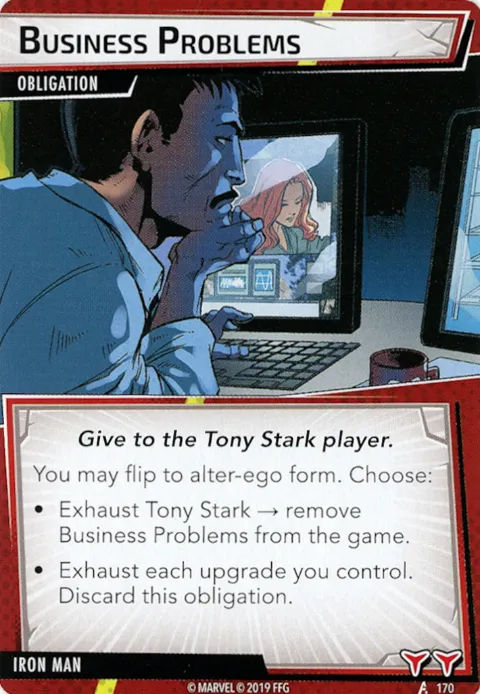 BUSINESS PROBLEMS
OBLIGATION
Give to the Tony Stark player.
You may flip to alter-ego form. Choose:
• Exhaust Tony Stark → remove
Business Problems from the game.
• Exhaust each upgrade you control.
Discard this obligation.
IRON MAN
© MARVEL © 2019 FFG
170